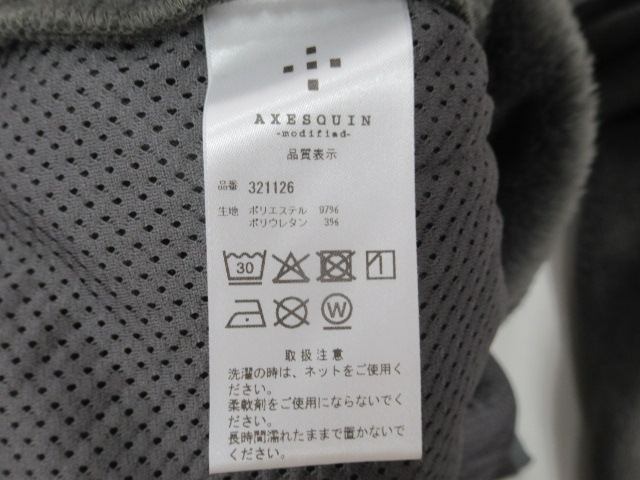 AXESQUIN
-modified-
品質表示
品番 321126
生地 ポリエステル 97%
ポリウレタン 3%
30
W
取扱注意
洗濯の時は、ネットをご使用く
ださい。
柔軟剤をご使用にならないでく
ださい。
長時間濡れたままで置かないで
ください。